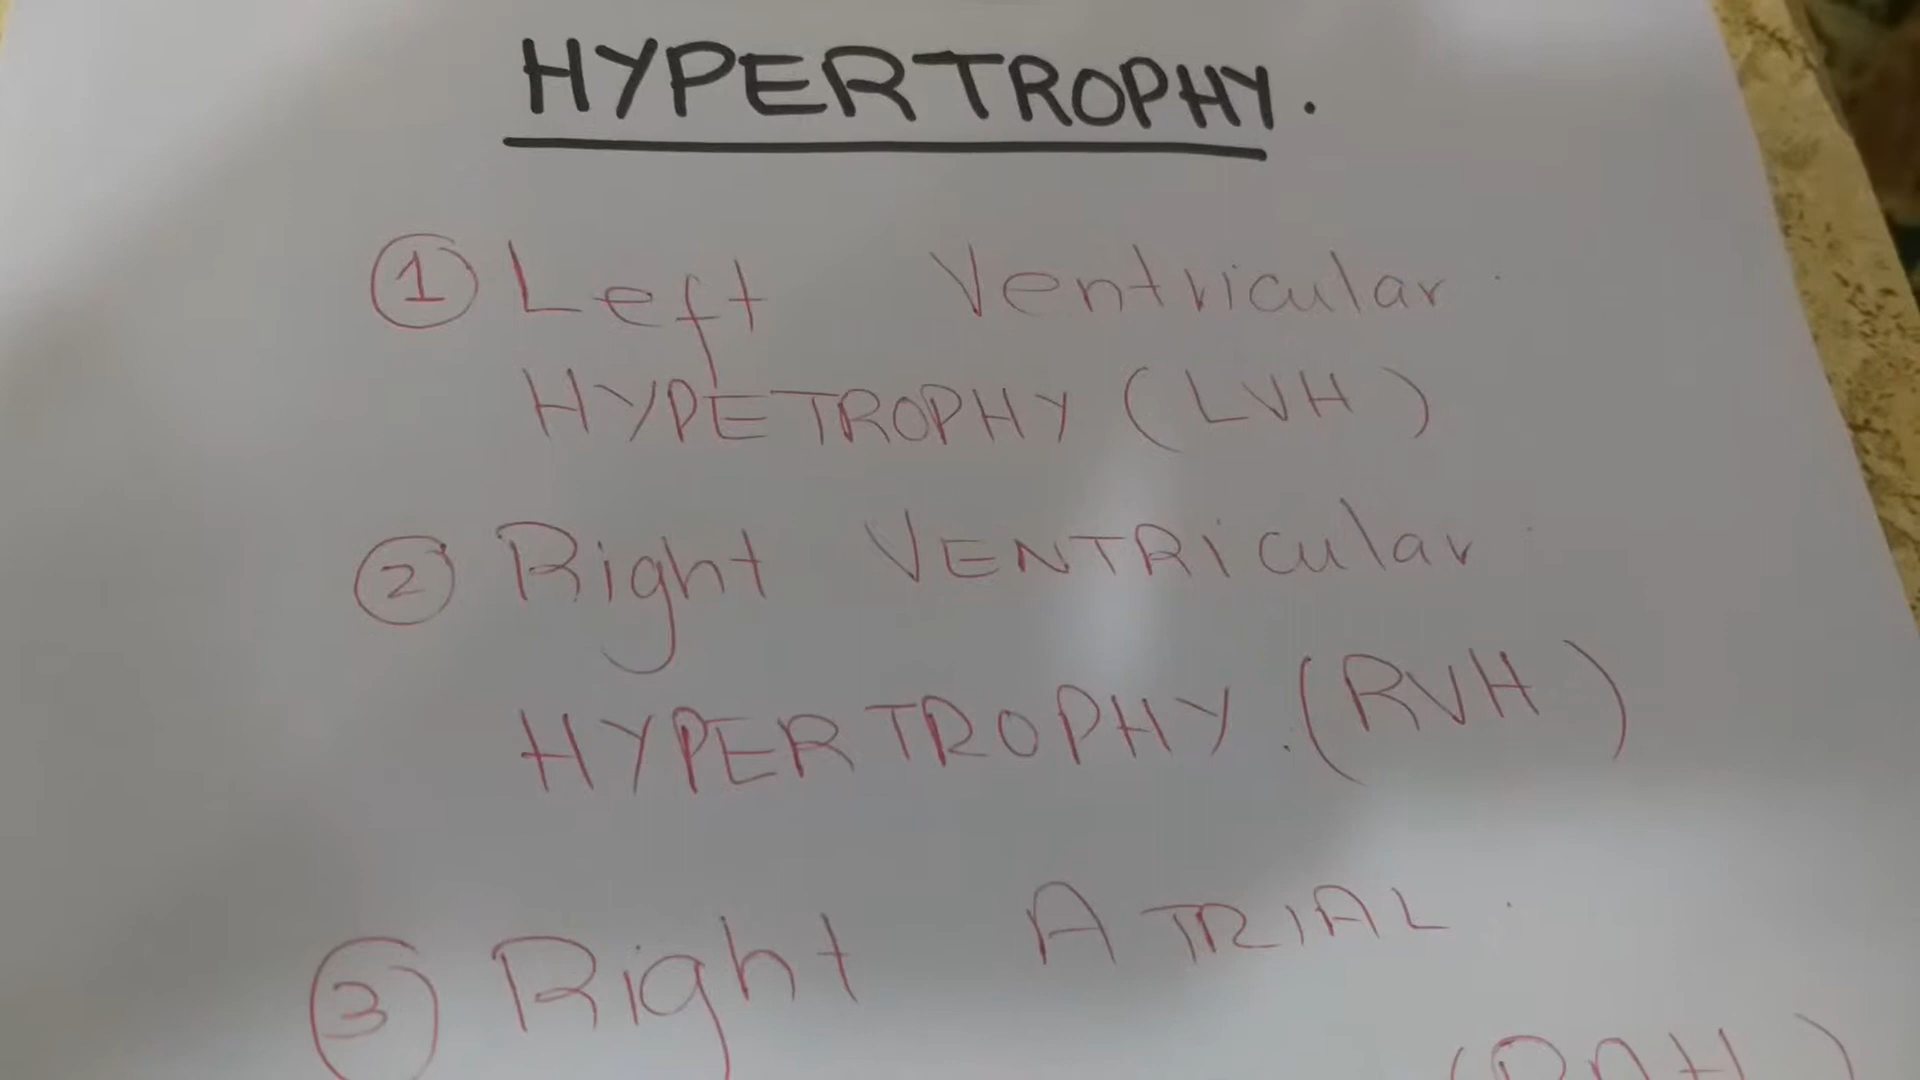 HYPERTROPHY.
① Left Ventricular
HYPETROPHY (LVH)
② Right VENTRicular
HYPERTROPHY. (RVH)
③ Right ATRIAL